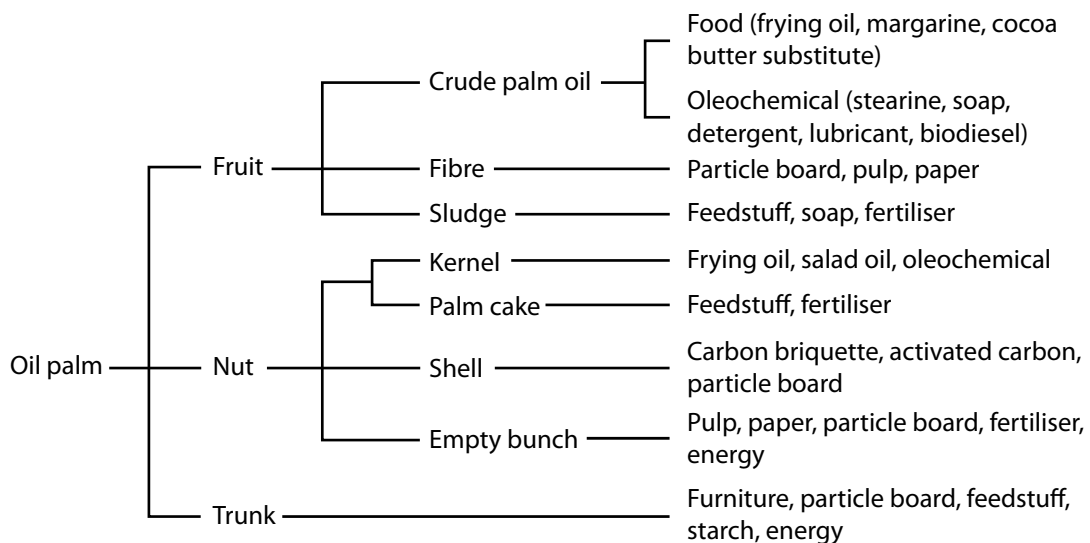 Food (frying oil, margarine, cocoa
butter substitute)
Crude palm oil
Oleochemical (stearine, soap,
detergent, lubricant, biodiesel)
Fruit
Fibre
Particle board, pulp, paper
Sludge
Feedstuff, soap, fertiliser
Kernel
Frying oil, salad oil, oleochemical
Palm cake
Feedstuff, fertiliser
Oil palm
Nut
Shell
Carbon briquette, activated carbon,
particle board
Empty bunch
Pulp, paper, particle board, fertiliser,
energy
Trunk
Furniture, particle board, feedstuff,
starch, energy